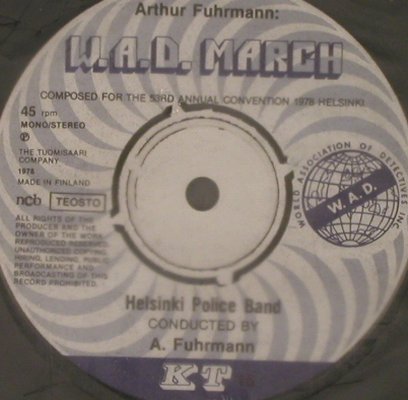 Arthur Fuhrmann:
W.A.D. MARCH
COMPOSED FOR THE 53RD ANNUAL CONVENTION 1978 HELSINKI
45 rpm
MONO/STEREO
Ⓟ
THE TUOMISAARI
COMPANY
1978
MADE IN FINLAND
ncb TEOSTO
ALL RIGHTS OF THE
PRODUCER AND THE
OWNER OF THE WORK
REPRODUCED RESERVED
UNAUTHORIZED COPYING
HIRING, LENDING, PUBLIC
PERFORMANCE AND
BROADCASTING OF THIS
RECORD PROHIBITED.
WORLD ASSOCIATION OF DETECTIVES INC
W.A.D.
Helsinki Police Band
CONDUCTED BY
A. Fuhrmann
KT